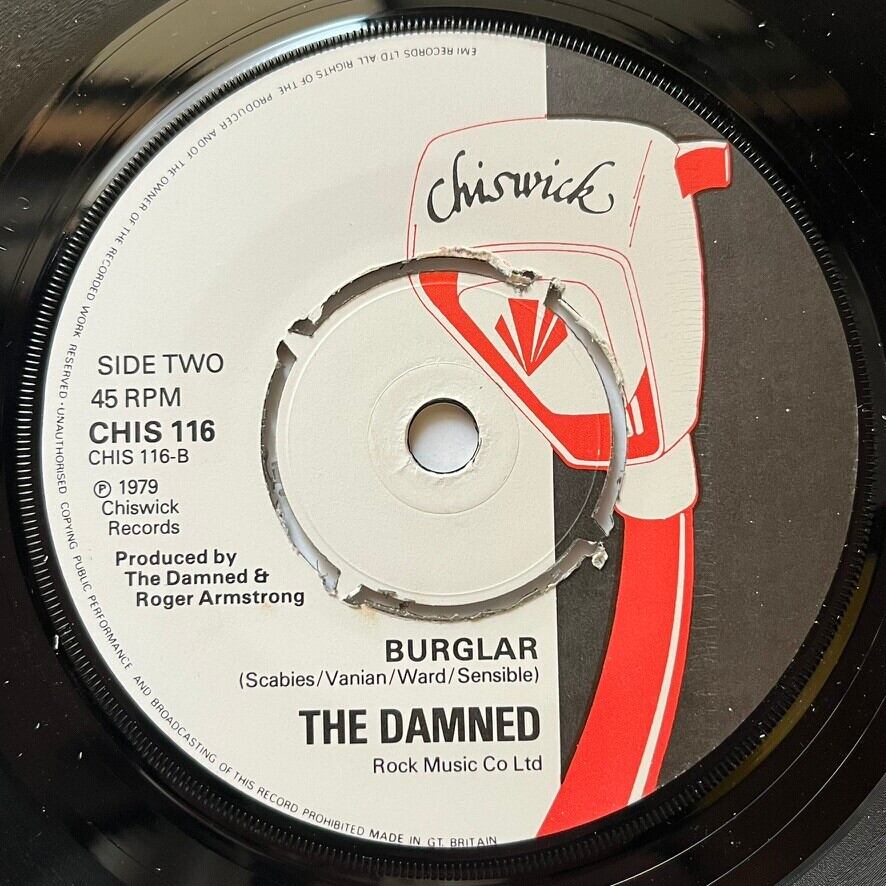 EMI RECORDS LTD ALL RIGHTS OF THE PRODUCER AND OF THE OWNER OF THE RECORDED WORK RESERVED · UNAUTHORISED COPYING PUBLIC PERFORMANCE AND BROADCASTING OF THIS RECORD PROHIBITED MADE IN GT. BRITAIN
chiswick
SIDE TWO
45 RPM
CHIS 116
CHIS 116-B
Ⓟ 1979
Chiswick
Records
Produced by
The Damned &
Roger Armstrong
BURGLAR
(Scabies/Vanian/Ward/Sensible)
THE DAMNED
Rock Music Co Ltd